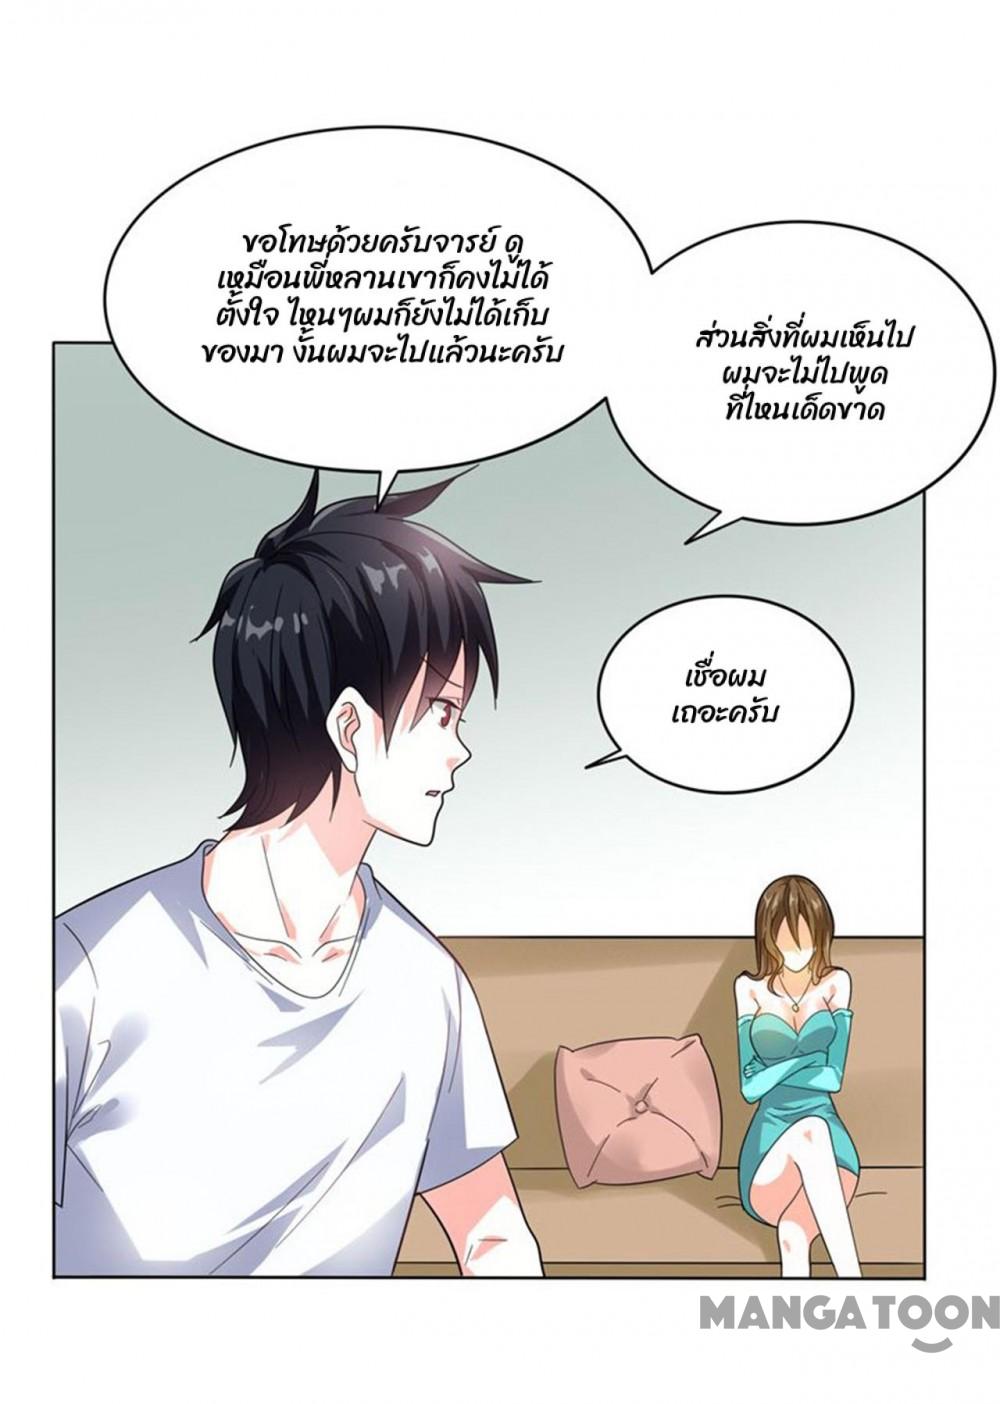 ขอโทษด้วยครับจารย์ ดู
เหมือนพี่หลานเขาก็คงไม่ได้
ตั้งใจ ไหนๆผมก็ยังไม่ได้เก็บ
ของมา งั้นผมจะไปแล้วนะครับ
ส่วนสิ่งที่ผมเห็นไป
ผมจะไม่ไปพูด
ที่ไหนเด็ดขาด
เชื่อผม
เถอะครับ
MANGATOON